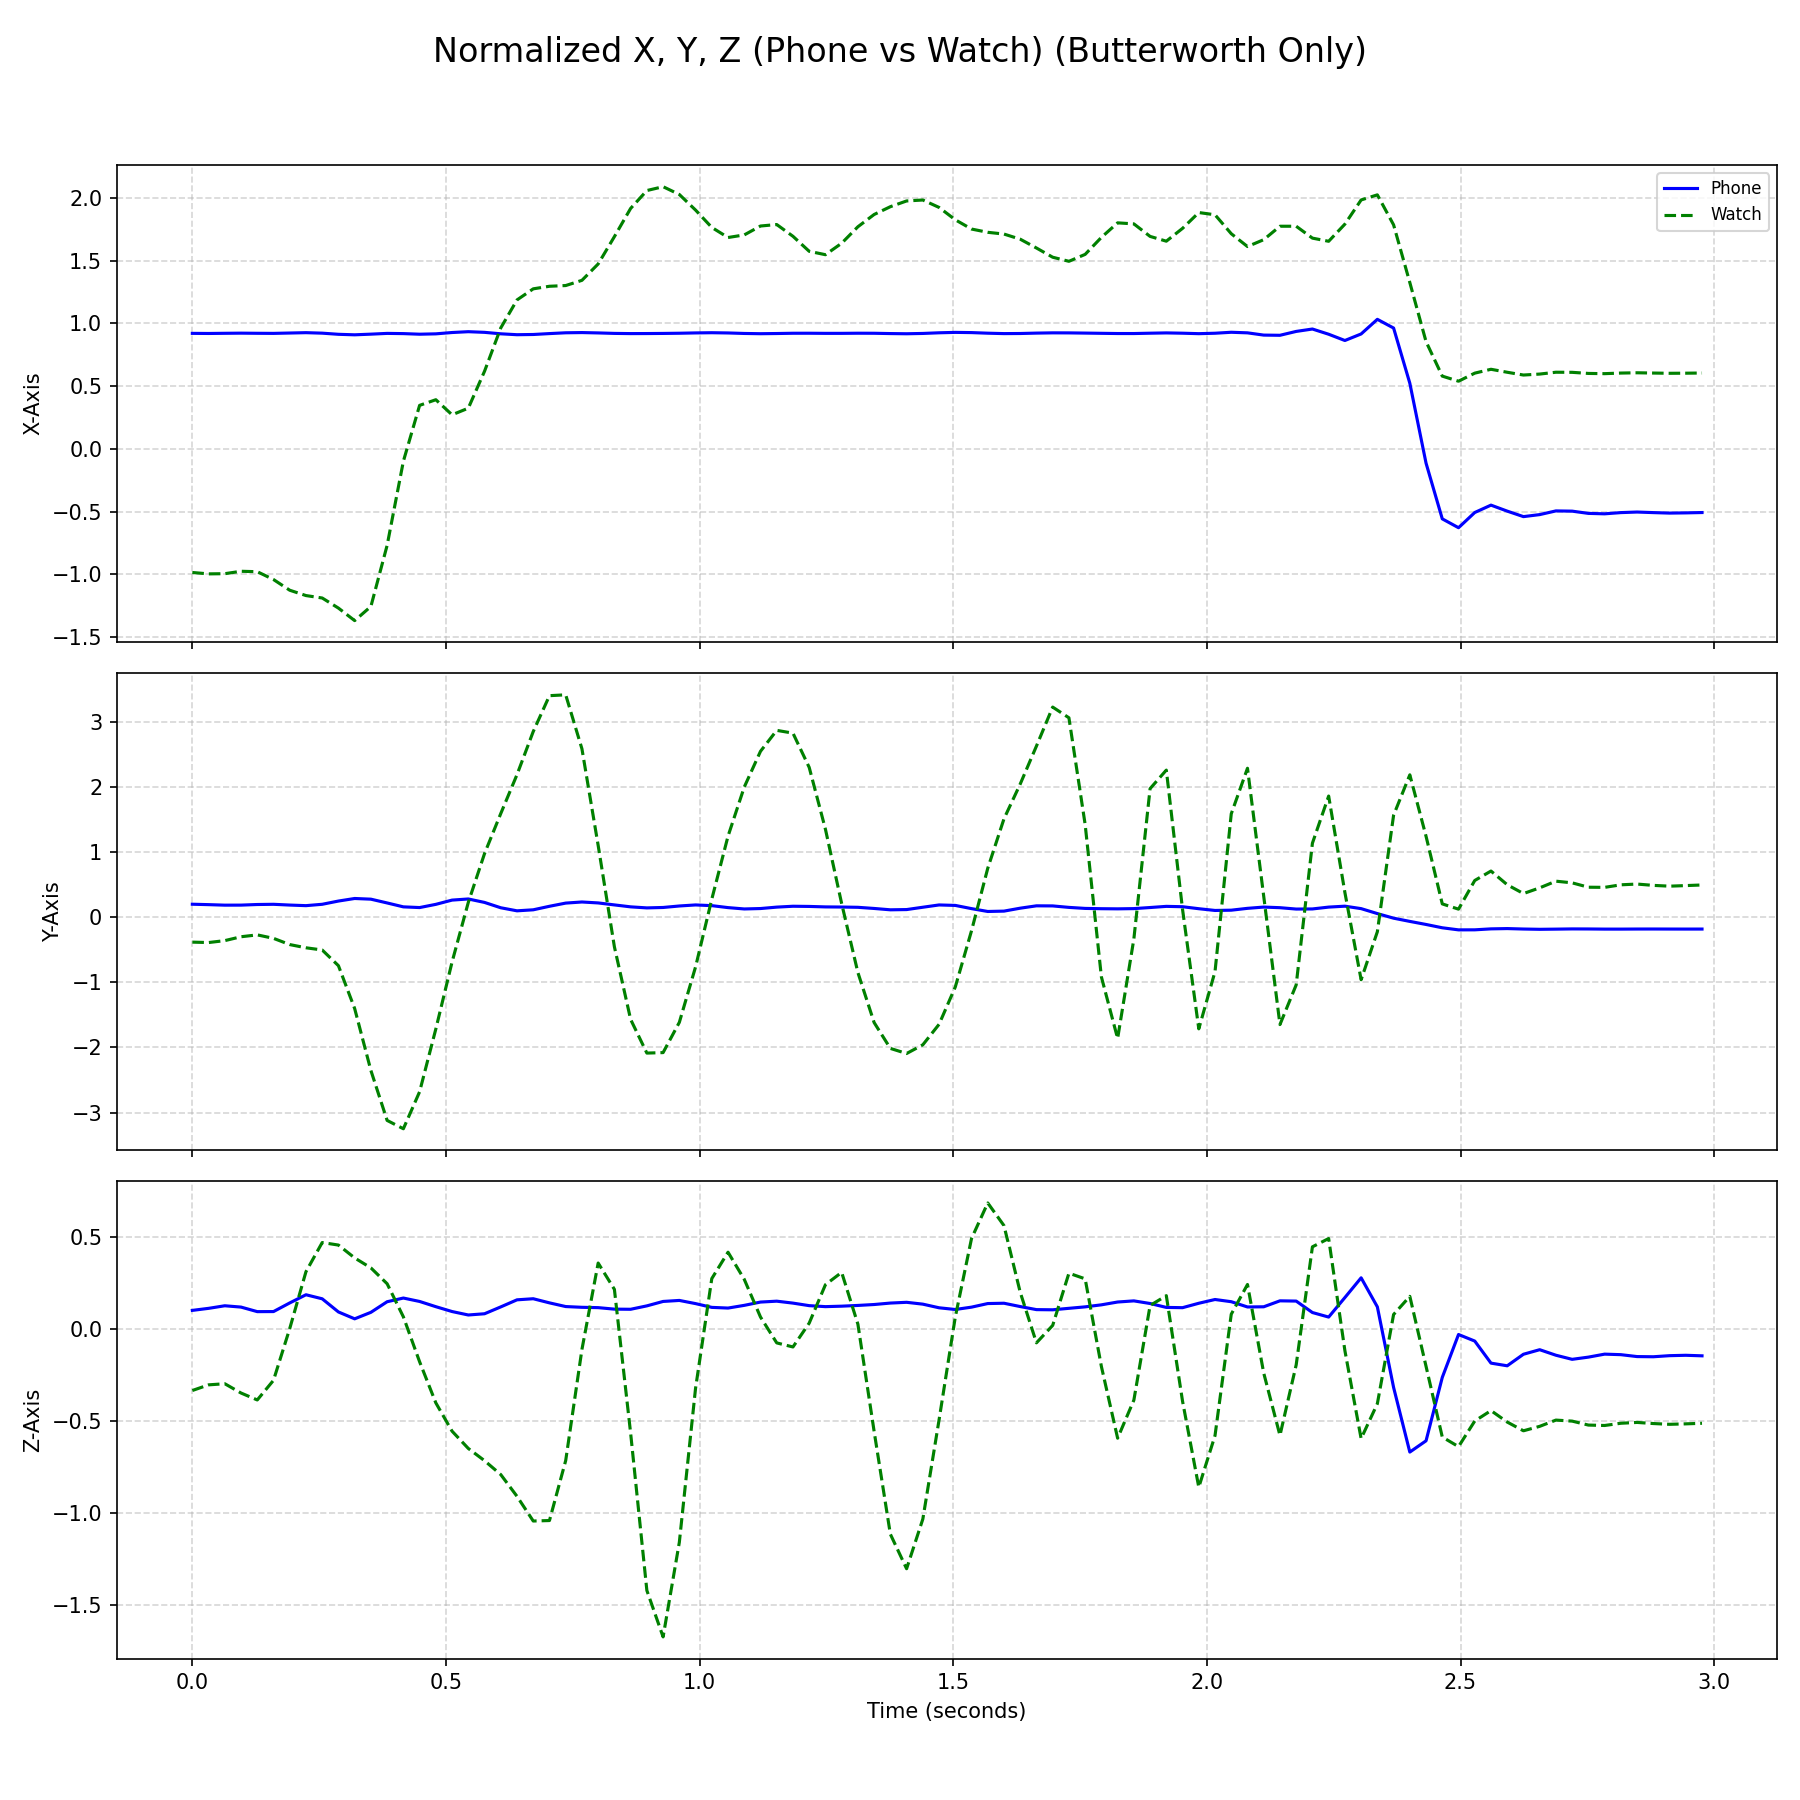 Normalized X, Y, Z (Phone vs Watch) (Butterworth Only)
Phone
Watch
X-Axis
2.0
1.5
1.0
0.5
0.0
−0.5
−1.0
−1.5
Y-Axis
3
2
1
0
−1
−2
−3
Z-Axis
0.5
0.0
−0.5
−1.0
−1.5
0.0 0.5 1.0 1.5 2.0 2.5 3.0
Time (seconds)